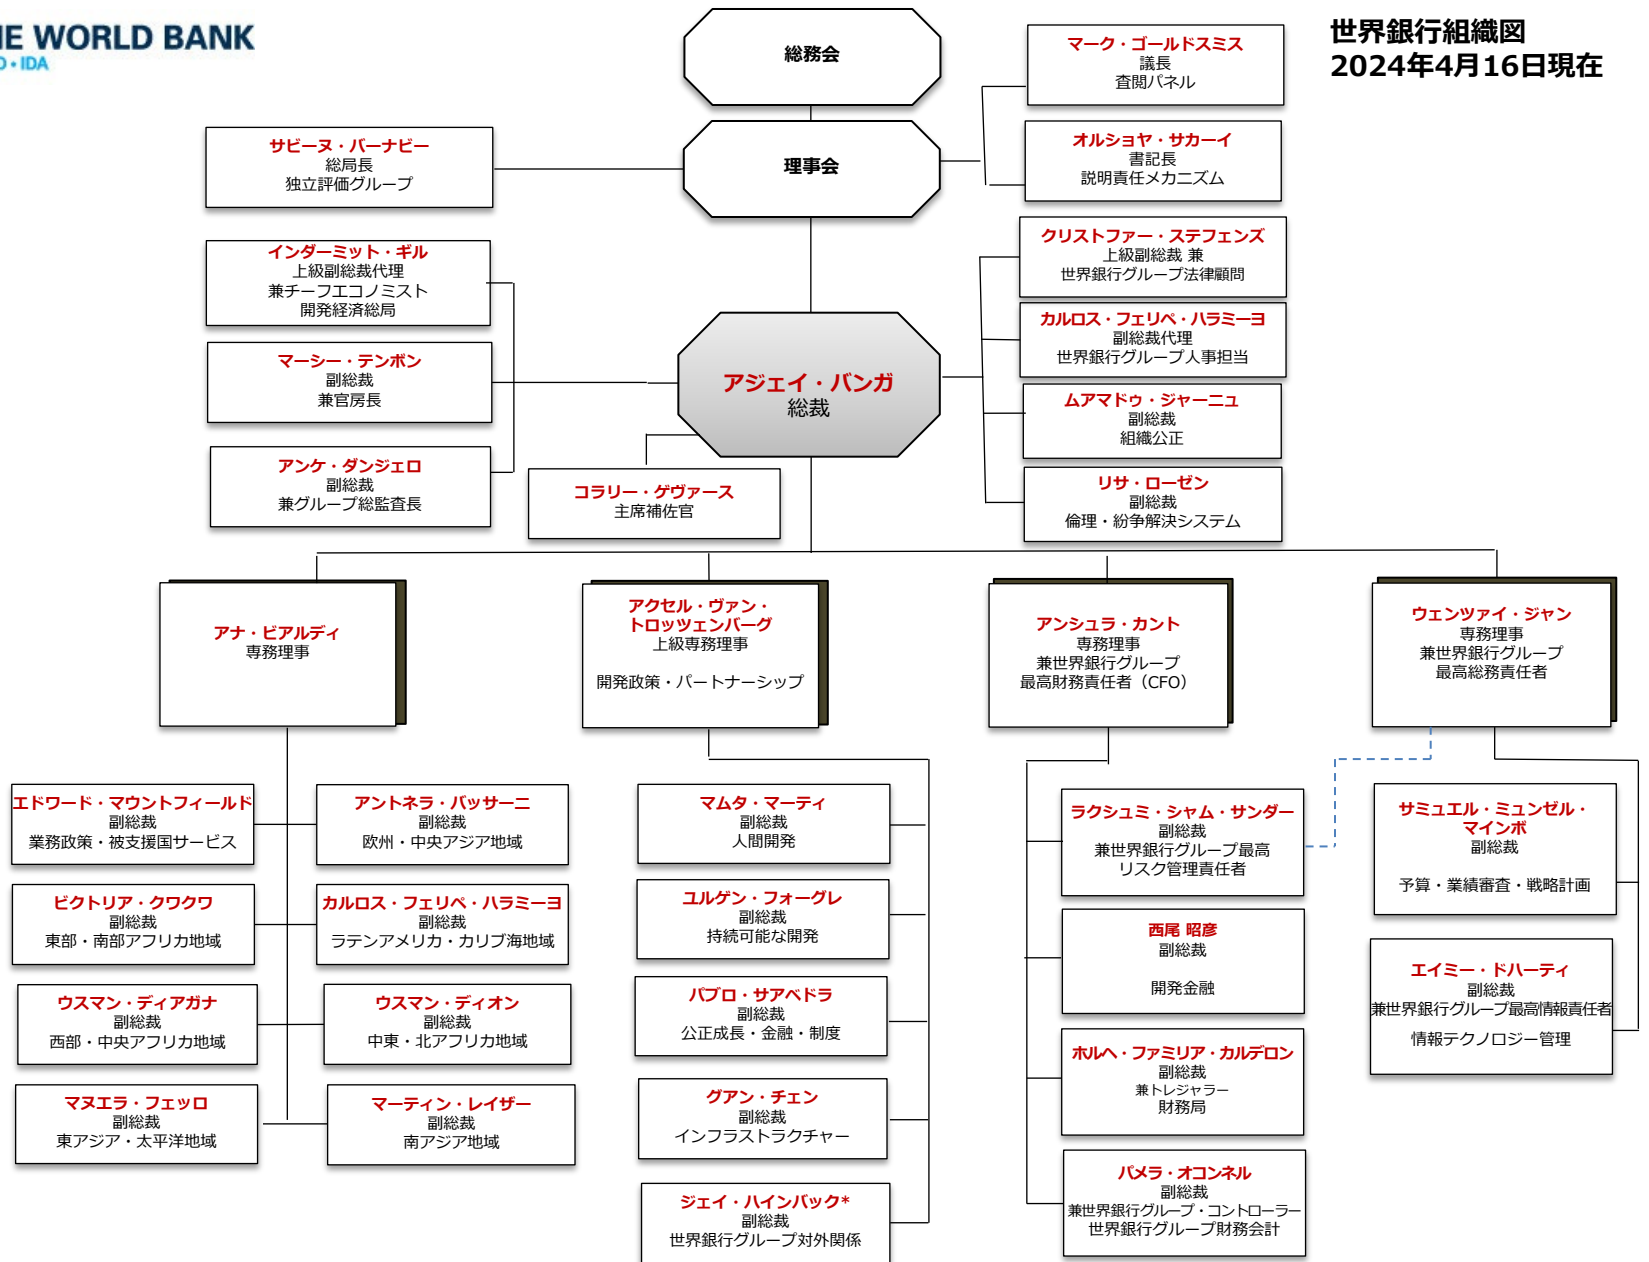 HE WORLD BANK
D・IDA
世界銀行組織図
2024年4月16日現在
総務会
マーク・ゴールドスミス
議長
査閲パネル
サビーヌ・バーナビー
総局長
独立評価グループ
理事会
オルショヤ・サカーイ
書記長
説明責任メカニズム
インダーミット・ギル
上級副総裁代理
兼チーフエコノミスト
開発経済総局
クリストファー・ステフェンズ
上級副総裁 兼
世界銀行グループ法律顧問
マーシー・テンボン
副総裁
兼官房長
アジェイ・バンガ
総裁
カルロス・フェリペ・ハラミーヨ
副総裁代理
世界銀行グループ人事担当
ムアマドゥ・ジャーニュ
副総裁
組織公正
アンケ・ダンジェロ
副総裁
兼グループ総監査長
コラリー・ゲヴァース
主席補佐官
リサ・ローゼン
副総裁
倫理・紛争解決システム
アナ・ビアルディ
専務理事
アクセル・ヴァン・
トロッツェンバーグ
上級専務理事
開発政策・パートナーシップ
アンシュラ・カント
専務理事
兼世界銀行グループ
最高財務責任者（CFO）
ウェンツァイ・ジャン
専務理事
兼世界銀行グループ
最高総務責任者
エドワード・マウントフィールド
副総裁
業務政策・被支援国サービス
アントネラ・バッサーニ
副総裁
欧州・中央アジア地域
ビクトリア・クワクワ
副総裁
東部・南部アフリカ地域
カルロス・フェリペ・ハラミーヨ
副総裁
ラテンアメリカ・カリブ海地域
ウスマン・ディアガナ
副総裁
西部・中央アフリカ地域
ウスマン・ディオン
副総裁
中東・北アフリカ地域
マヌエラ・フェッロ
副総裁
東アジア・太平洋地域
マーティン・レイザー
副総裁
南アジア地域
マムタ・マーティ
副総裁
人間開発
ユルゲン・フォーグレ
副総裁
持続可能な開発
パブロ・サアベドラ
副総裁
公正成長・金融・制度
グアン・チェン
副総裁
インフラストラクチャー
ジェイ・ハインバック*
副総裁
世界銀行グループ対外関係
ラクシュミ・シャム・サンダー
副総裁
兼世界銀行グループ最高
リスク管理責任者
西尾 昭彦
副総裁
開発金融
ホルヘ・ファミリア・カルデロン
副総裁
兼トレジャラー
財務局
パメラ・オコンネル
副総裁
兼世界銀行グループ・コントローラー
世界銀行グループ財務会計
サミュエル・ミュンゼル・
マインボ
副総裁
予算・業績審査・戦略計画
エイミー・ドハーティ
副総裁
兼世界銀行グループ最高情報責任者
情報テクノロジー管理